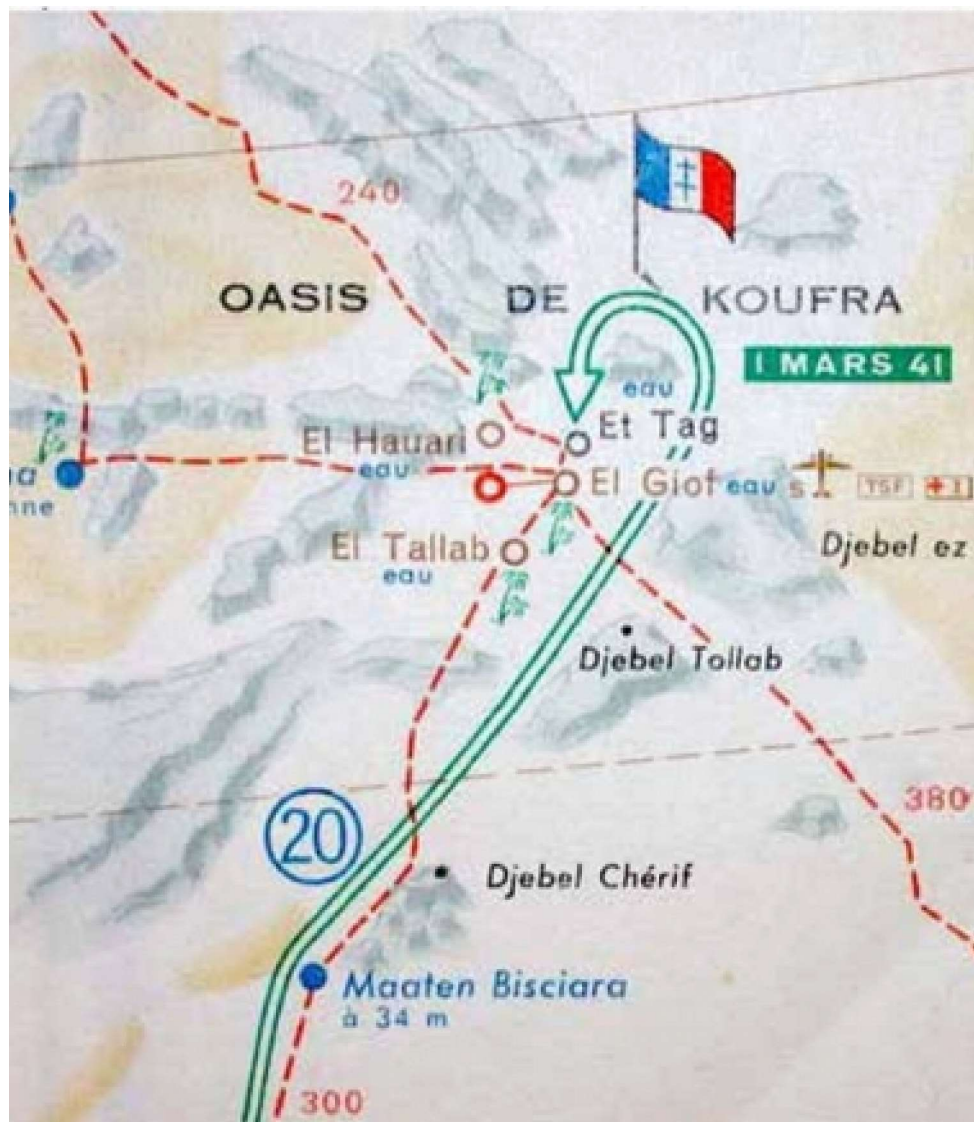 240
OASIS DE KOUFRA
1 MARS 41
eau
Et Tag
El Hauari
eau
El Giof eau S TSF
El Tallab
eau
Djebel ez
Djebel Tollab
380
20
Djebel Chérif
Maaten Bisciara
à 34 m
300